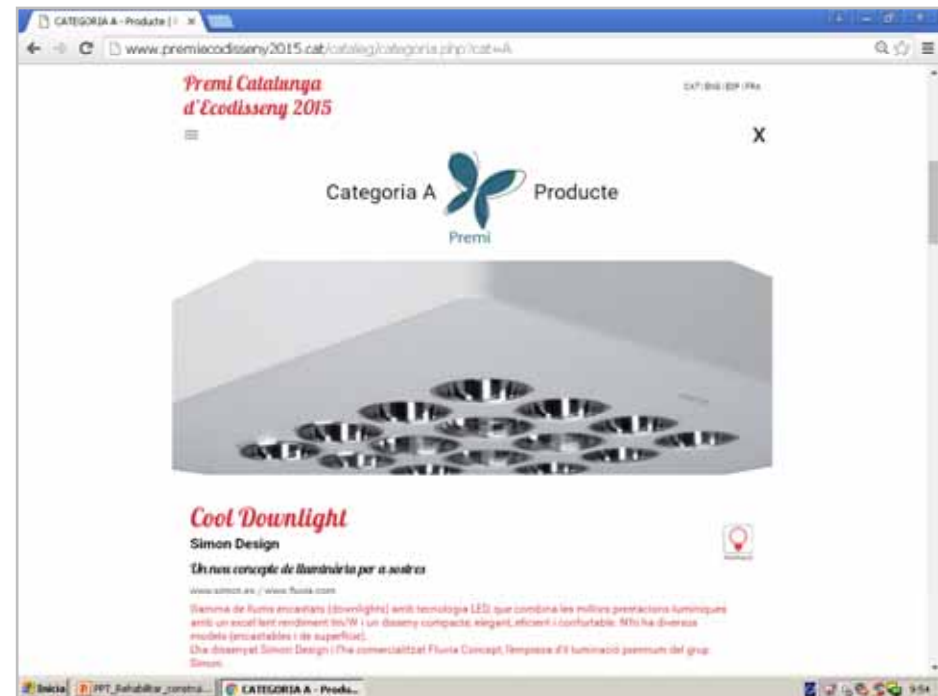 CATEGORIA A - Producte |
www.premiecodisseny2015.cat/cataleg/categoria.php?cat=A
Premi Catalunya
d'Ecodisseny 2015
CAT | ENG | ESP | FRA
X
Categoria A
Producte
Premi
Cool Downlight
Simon Design
Un nou concepte de lluminària per a sostres
www.simon.es / www.fluvia.com
Gamma de llums encastats (downlights) amb tecnologia LED, que combina les millors prestacions lumíniques
amb un excel·lent rendiment lm/W i un disseny compacte, elegant, eficient i confortable. N'hi ha diversos
models (encastables i de superfície).
L'ha dissenyat Simon Design i l'ha comercialitzat Fluvia Concept, l'empresa d'il·luminació premium del grup
Simon.
Inicia
PPT_Rehabilitar_constru...
CATEGORIA A - Produ...
9:54